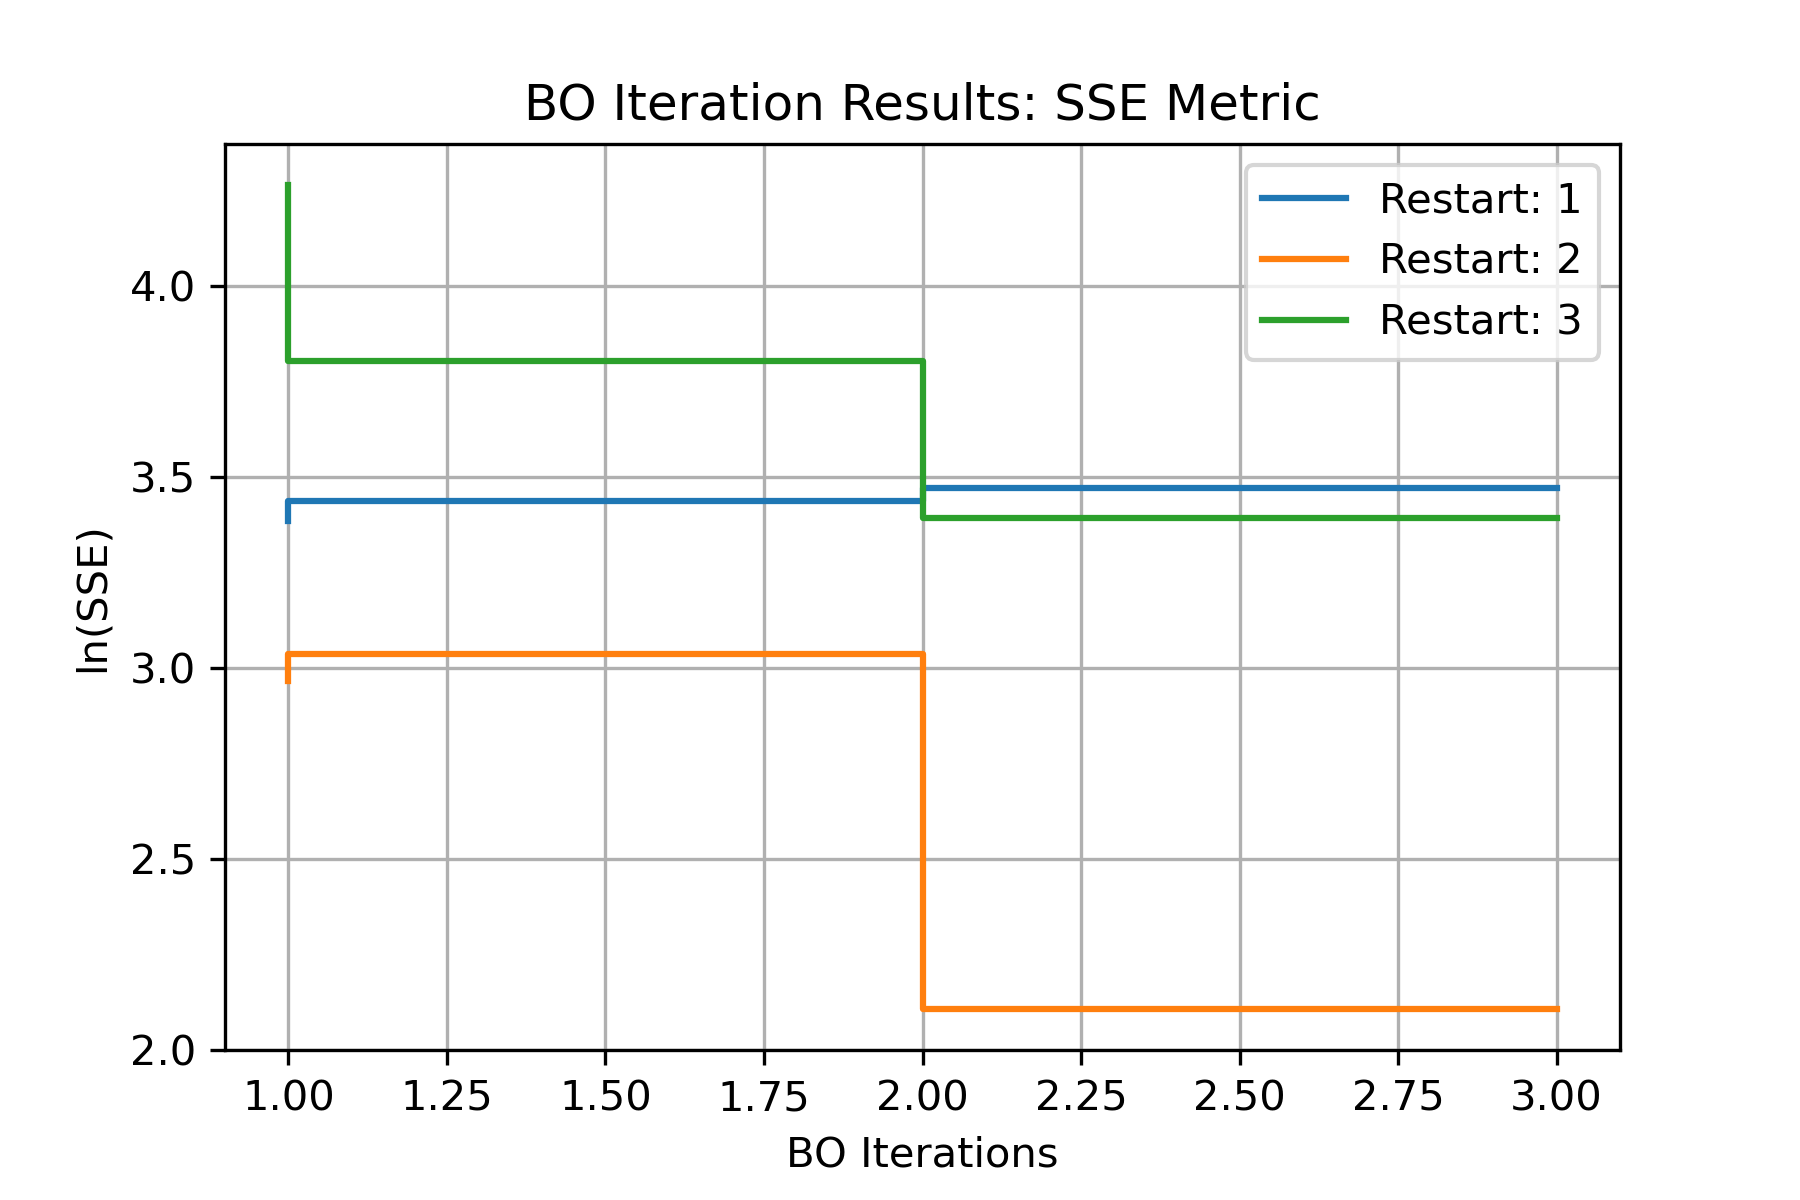 BO Iteration Results: SSE Metric
Restart: 1
Restart: 2
Restart: 3
ln(SSE)
4.0
3.5
3.0
2.5
2.0
1.00 1.25 1.50 1.75 2.00 2.25 2.50 2.75 3.00
BO Iterations